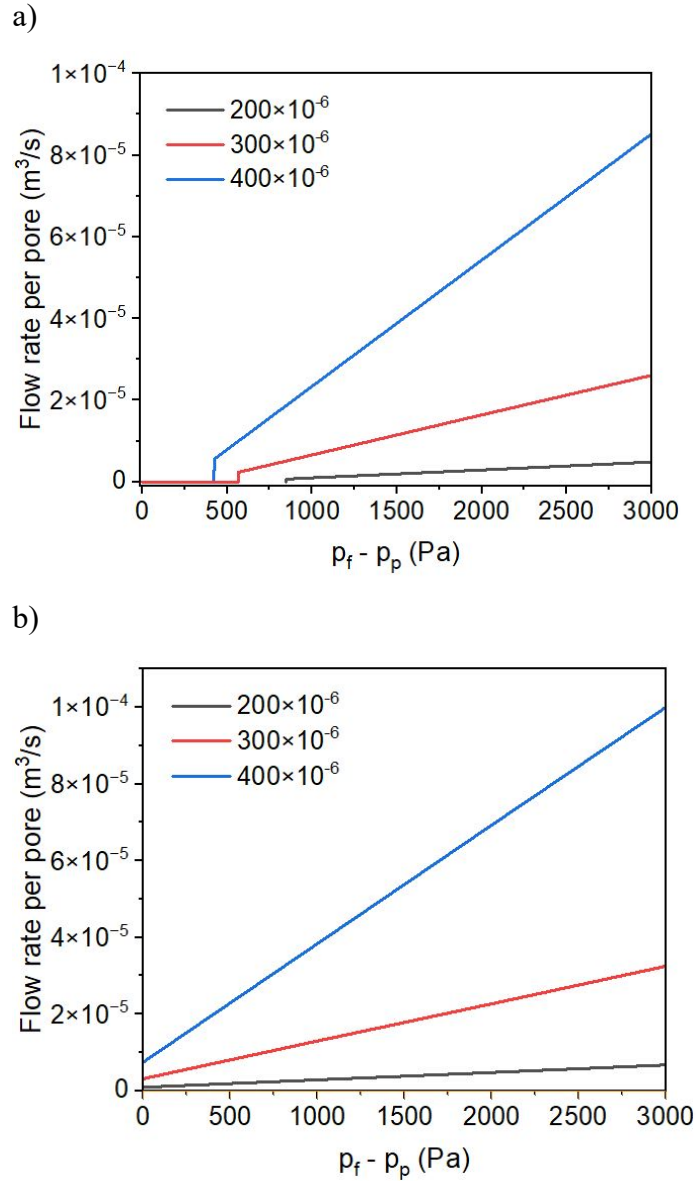 a)
1×10⁻⁴
8×10⁻⁵
6×10⁻⁵
4×10⁻⁵
2×10⁻⁵
0
Flow rate per pore (m³/s)
200×10⁻⁶
300×10⁻⁶
400×10⁻⁶
0 500 1000 1500 2000 2500 3000
p_f - p_p (Pa)
b)
1×10⁻⁴
8×10⁻⁵
6×10⁻⁵
4×10⁻⁵
2×10⁻⁵
0
Flow rate per pore (m³/s)
200×10⁻⁶
300×10⁻⁶
400×10⁻⁶
0 500 1000 1500 2000 2500 3000
p_f - p_p (Pa)